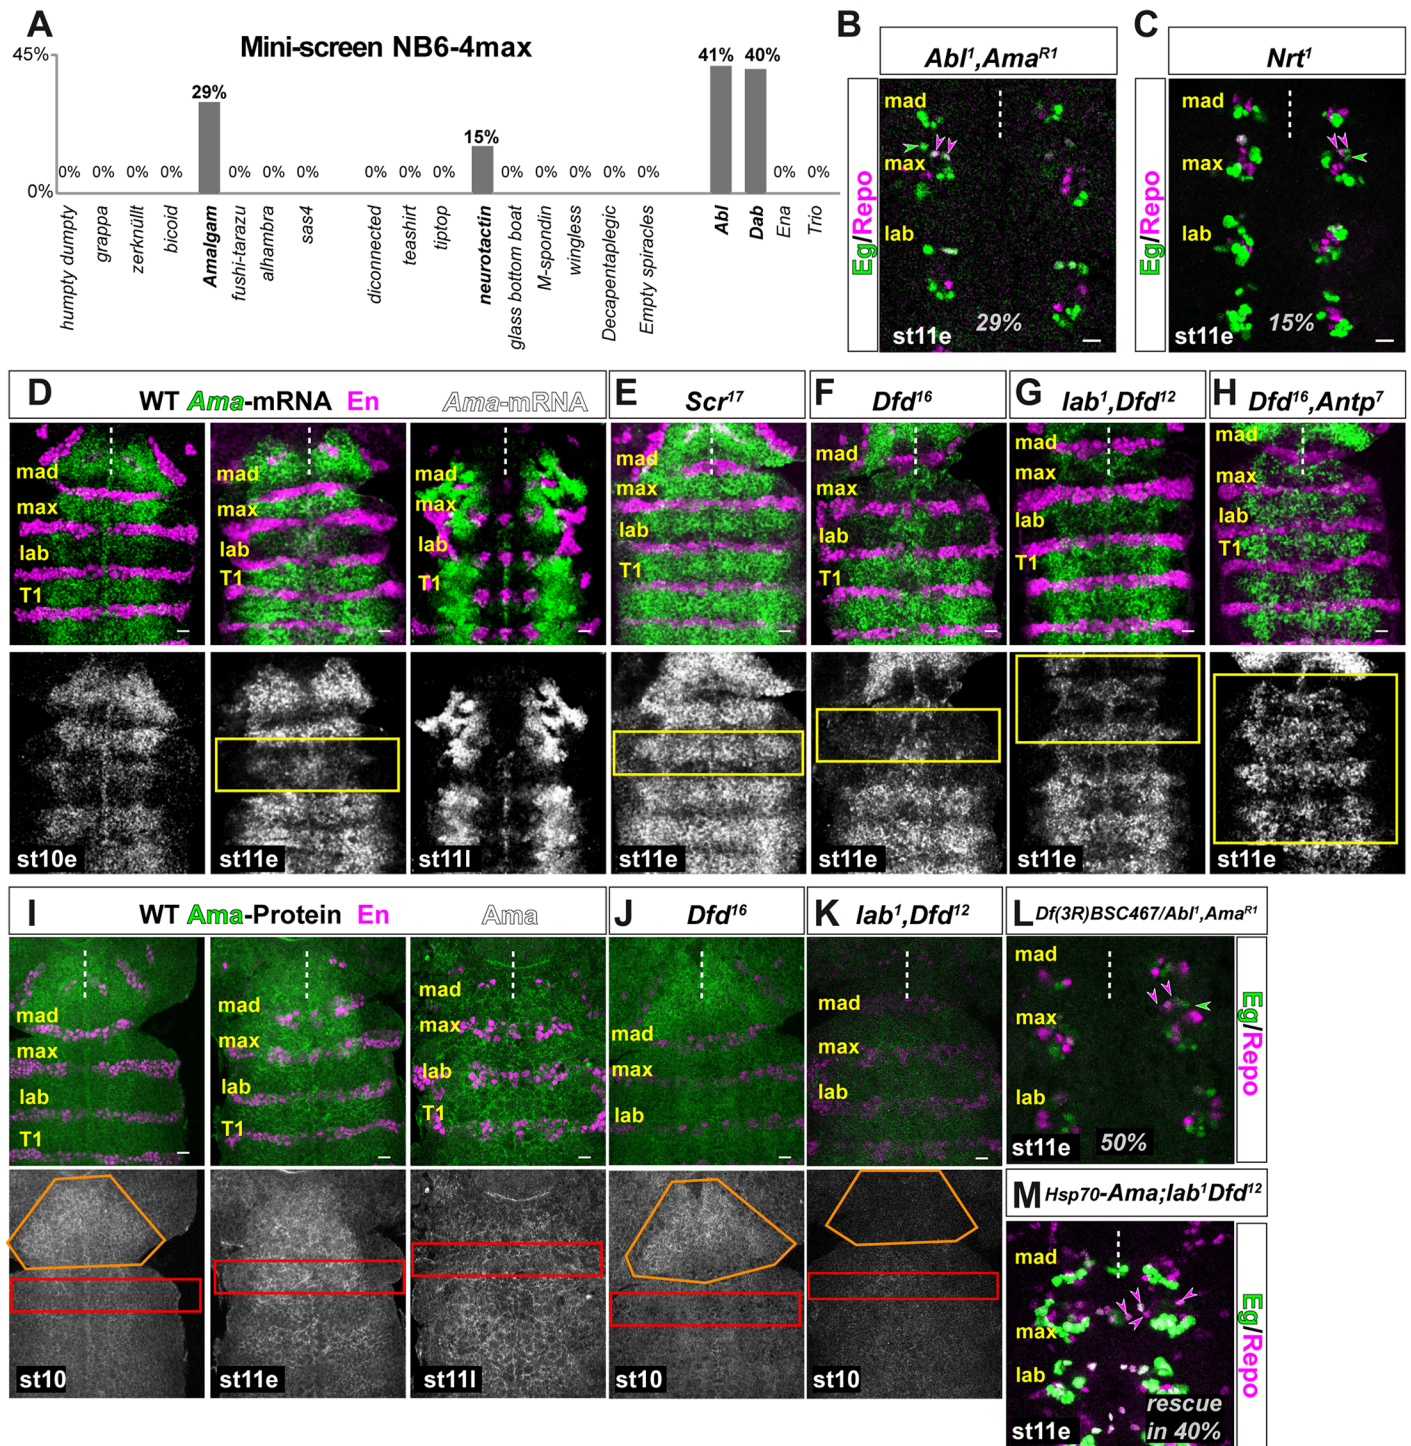 A
Mini-screen NB6-4max
45%
0%
0%
0%
0%
0%
29%
0%
0%
0%
0%
0%
0%
15%
0%
0%
0%
0%
0%
41%
40%
0%
0%
humpty dumpty
grappa
zerknüllt
bicoid
Amalgam
fushi-tarazu
alhambra
sas4
diconnected
teashirt
tiptop
neurotactin
glass bottom boat
M-spondin
wingless
Decapentaplegic
Empty spiracles
Abl
Dab
Ena
Trio
B
Abl¹,Ama^R1
Eg/Repo
mad
max
lab
29%
st11e
C
Nrt¹
Eg/Repo
mad
max
lab
15%
st11e
D
WT Ama-mRNA En
Ama-mRNA
mad
max
lab
T1
mad
max
lab
T1
mad
max
lab
T1
st10e
st11e
st11l
E
Scr¹⁷
mad
max
lab
T1
st11e
F
Dfd¹⁶
mad
max
lab
T1
st11e
G
lab¹,Dfd¹²
mad
max
lab
T1
st11e
H
Dfd¹⁶,Antp⁷
mad
max
lab
T1
st11e
I
WT Ama-Protein En
Ama
mad
max
lab
T1
mad
max
lab
T1
mad
max
lab
T1
st10
st11e
st11l
J
Dfd¹⁶
mad
max
lab
st10
K
lab¹,Dfd¹²
mad
max
lab
st10
L
Df(3R)BSC467/Abl¹,Ama^R1
Eg/Repo
mad
max
lab
50%
st11e
M
Hsp70-Ama;lab¹Dfd¹²
Eg/Repo
mad
max
lab
rescue
in 40%
st11e